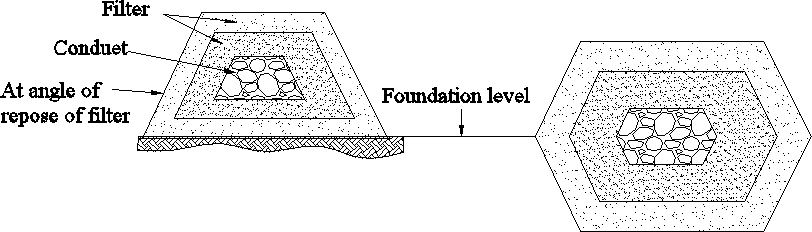 Filter
Conduet
At angle of
repose of filter
Foundation level